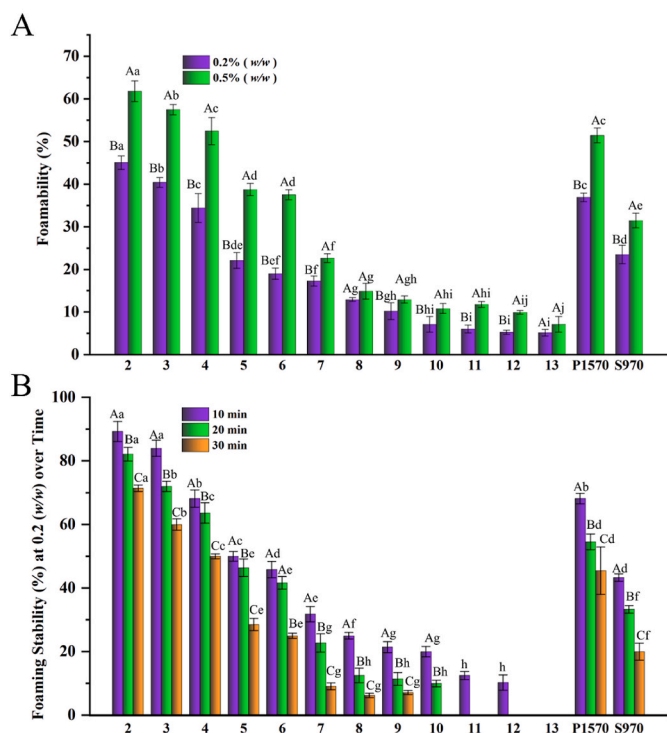 A
Foamability (%)
70
60
50
40
30
20
10
0
0.2% ( w/w )
0.5% ( w/w )
Ba Aa
Bb Ab
Bc Ac
Bde Ad
Bef Ad
Bf Af
Ag Ag
Bgh Agh
Bhi Ahi
Bi Ahi
Bi Aij
Ai Aj
Bc Ac
Bd Ae
2 3 4 5 6 7 8 9 10 11 12 13 P1570 S970
B
Foaming Stability (%) at 0.2 (w/w) over Time
100
80
60
40
20
0
10 min
20 min
30 min
Aa Ba Ca
Aa Bb Cb
Ab Bc Cc
Ac Be Ce
Ad Ae Be
Ae Bg Cg
Af Bh Cg
Ag Bh Cg
Ag Bh
h
h
Ab Bd Cd
Ad Bf Cf
2 3 4 5 6 7 8 9 10 11 12 13 P1570 S970